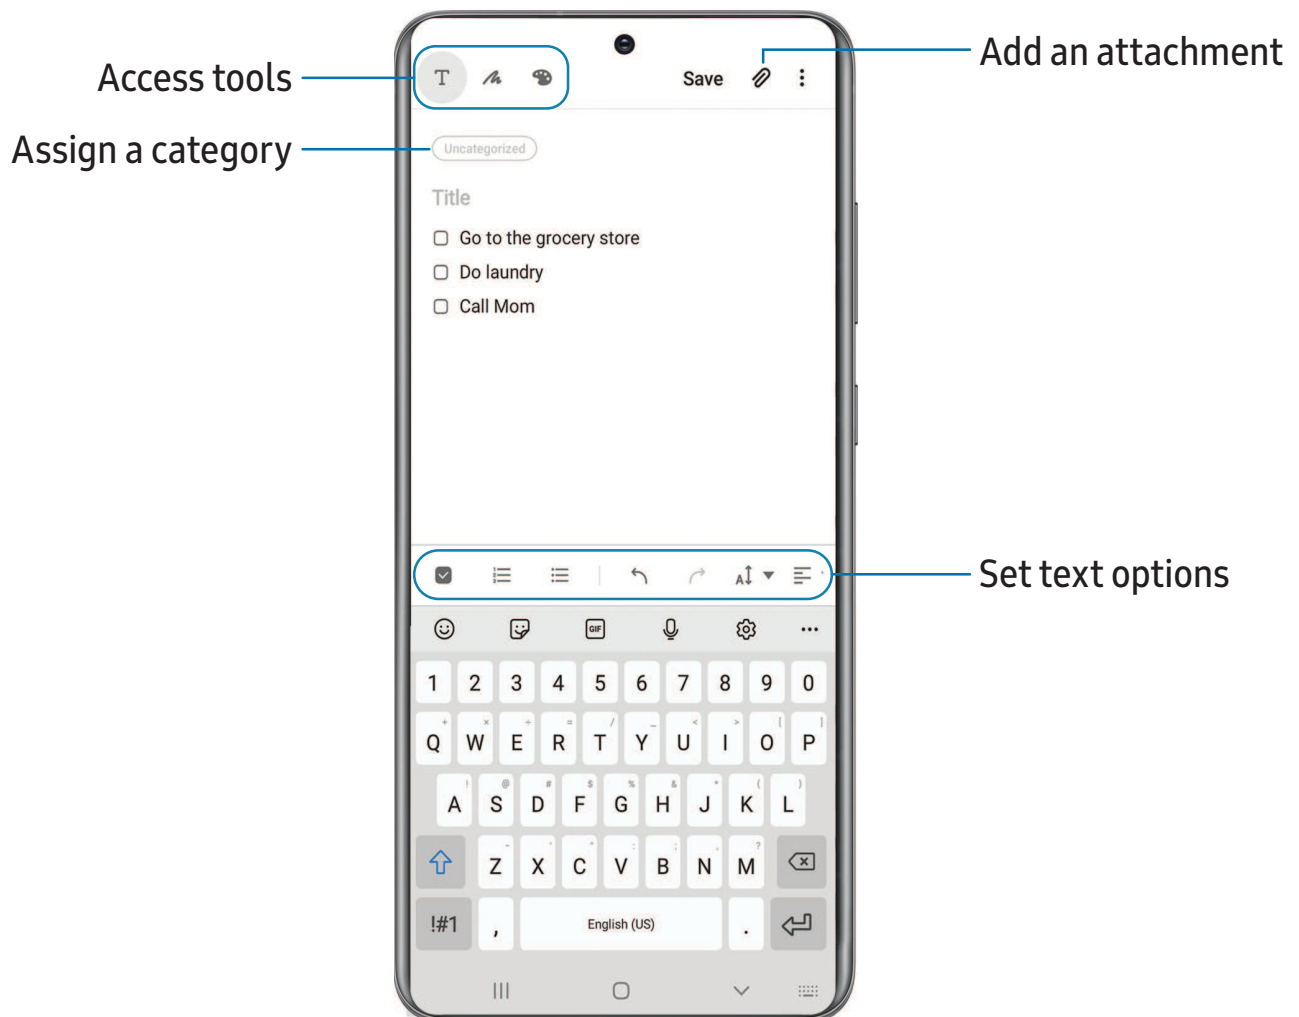 Add an attachment
Access tools
T
Save
Assign a category
Uncategorized
Title
Go to the grocery store
Do laundry
Call Mom
Set text options
A
GIF
1 2 3 4 5 6 7 8 9 0
+ × ÷ = / _ < > [ ]
Q W E R T Y U I O P
! @ # $ % & * ( )
A S D F G H J K L
- ' " : ; , ?
Z X C V B N M
!#1 , English (US) .